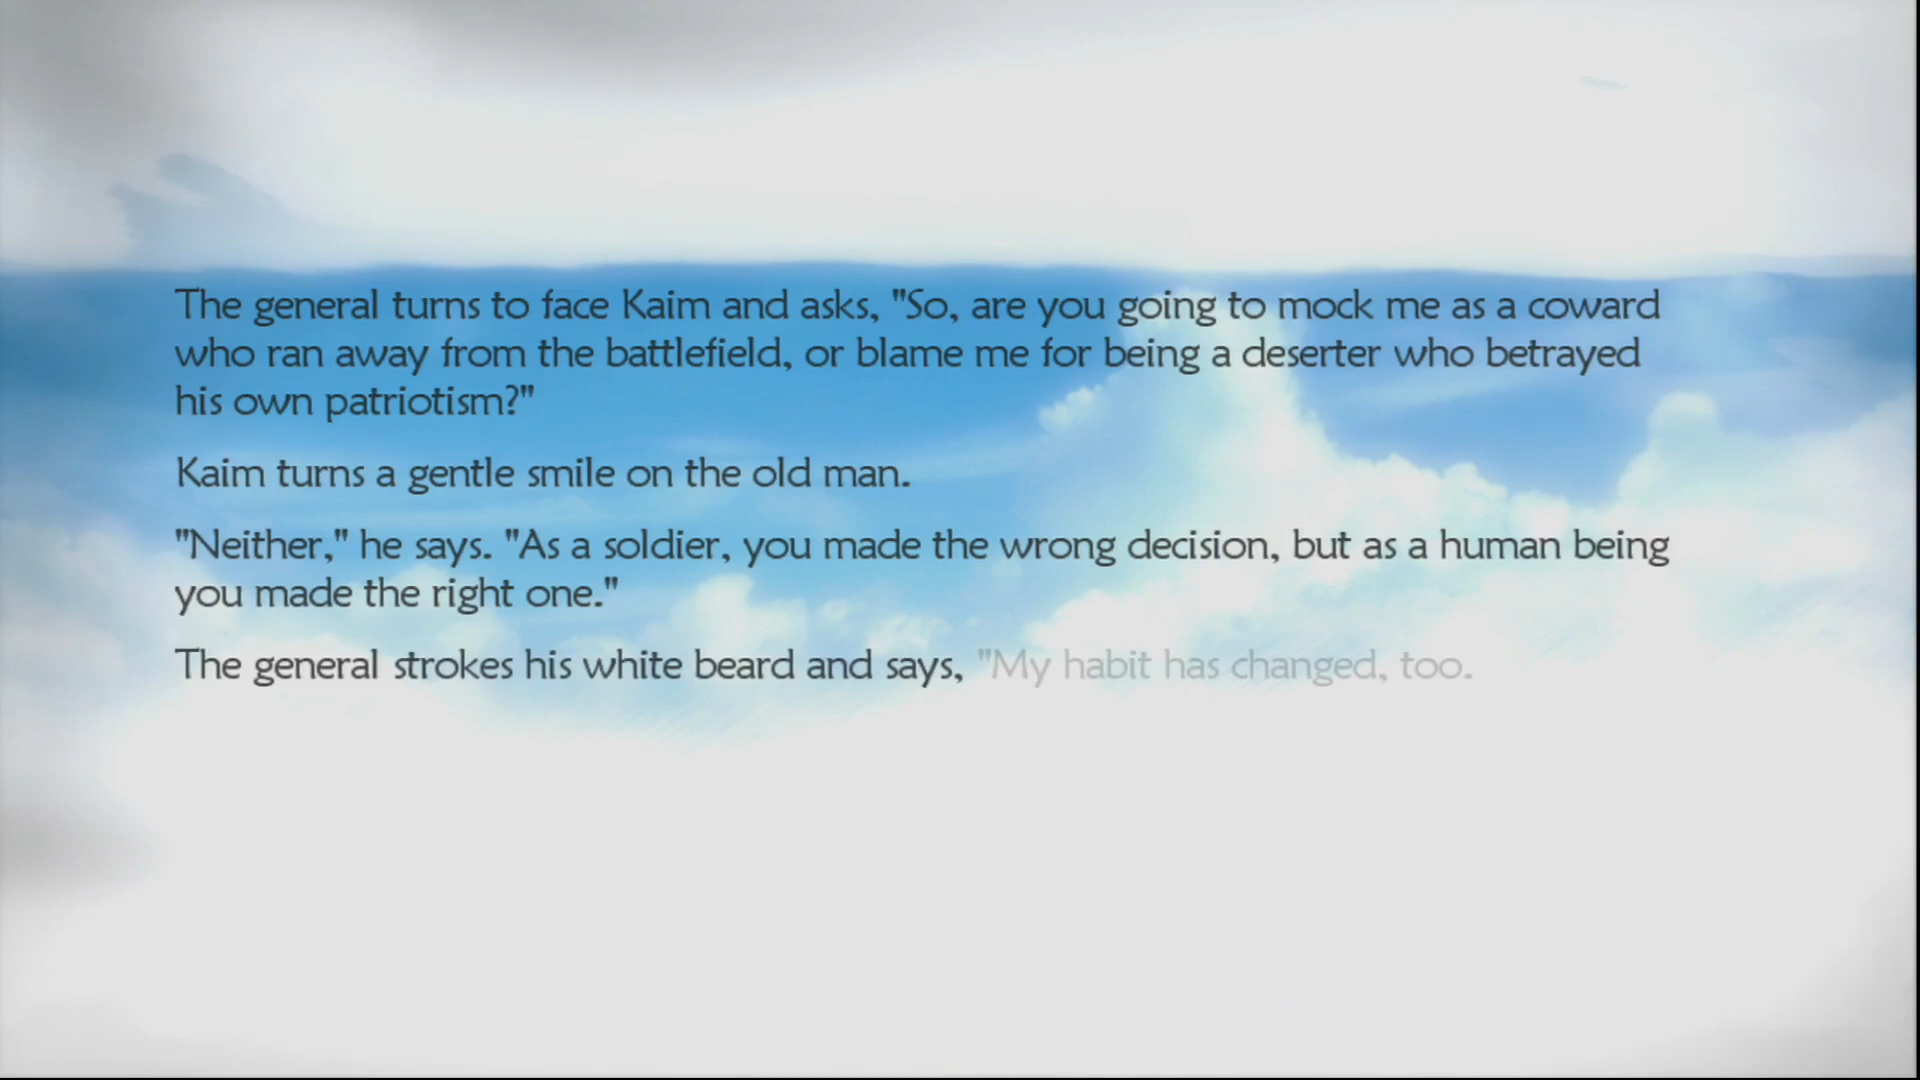 The general turns to face Kaim and asks, "So, are you going to mock me as a coward
who ran away from the battlefield, or blame me for being a deserter who betrayed
his own patriotism?"
Kaim turns a gentle smile on the old man.
"Neither," he says. "As a soldier, you made the wrong decision, but as a human being
you made the right one."
The general strokes his white beard and says, "My habit has changed, too.